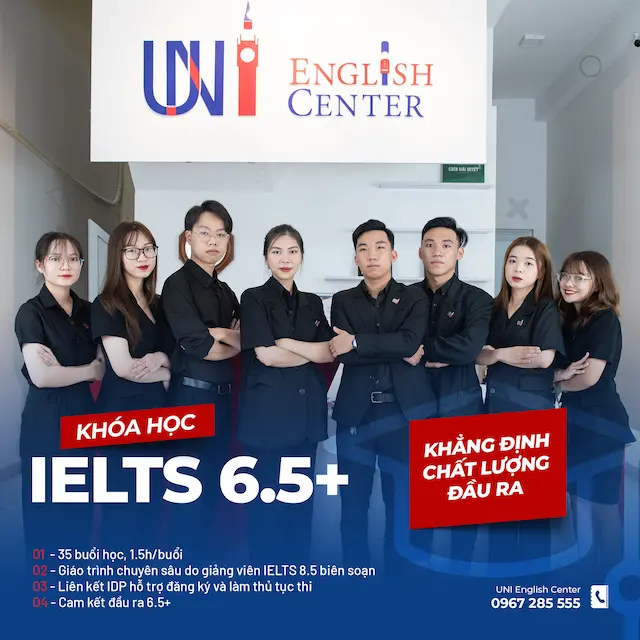 UNI ENGLISH
CENTER
KHÓA HỌC
IELTS 6.5+
KHẲNG ĐỊNH
CHẤT LƯỢNG
ĐẦU RA
01 - 35 buổi học, 1.5h/buổi
02 - Giáo trình chuyên sâu do giảng viên IELTS 8.5 biên soạn
03 - Liên kết IDP hỗ trợ đăng ký và làm thủ tục thi
04 - Cam kết đầu ra 6.5+
UNI English Center
0967 285 555